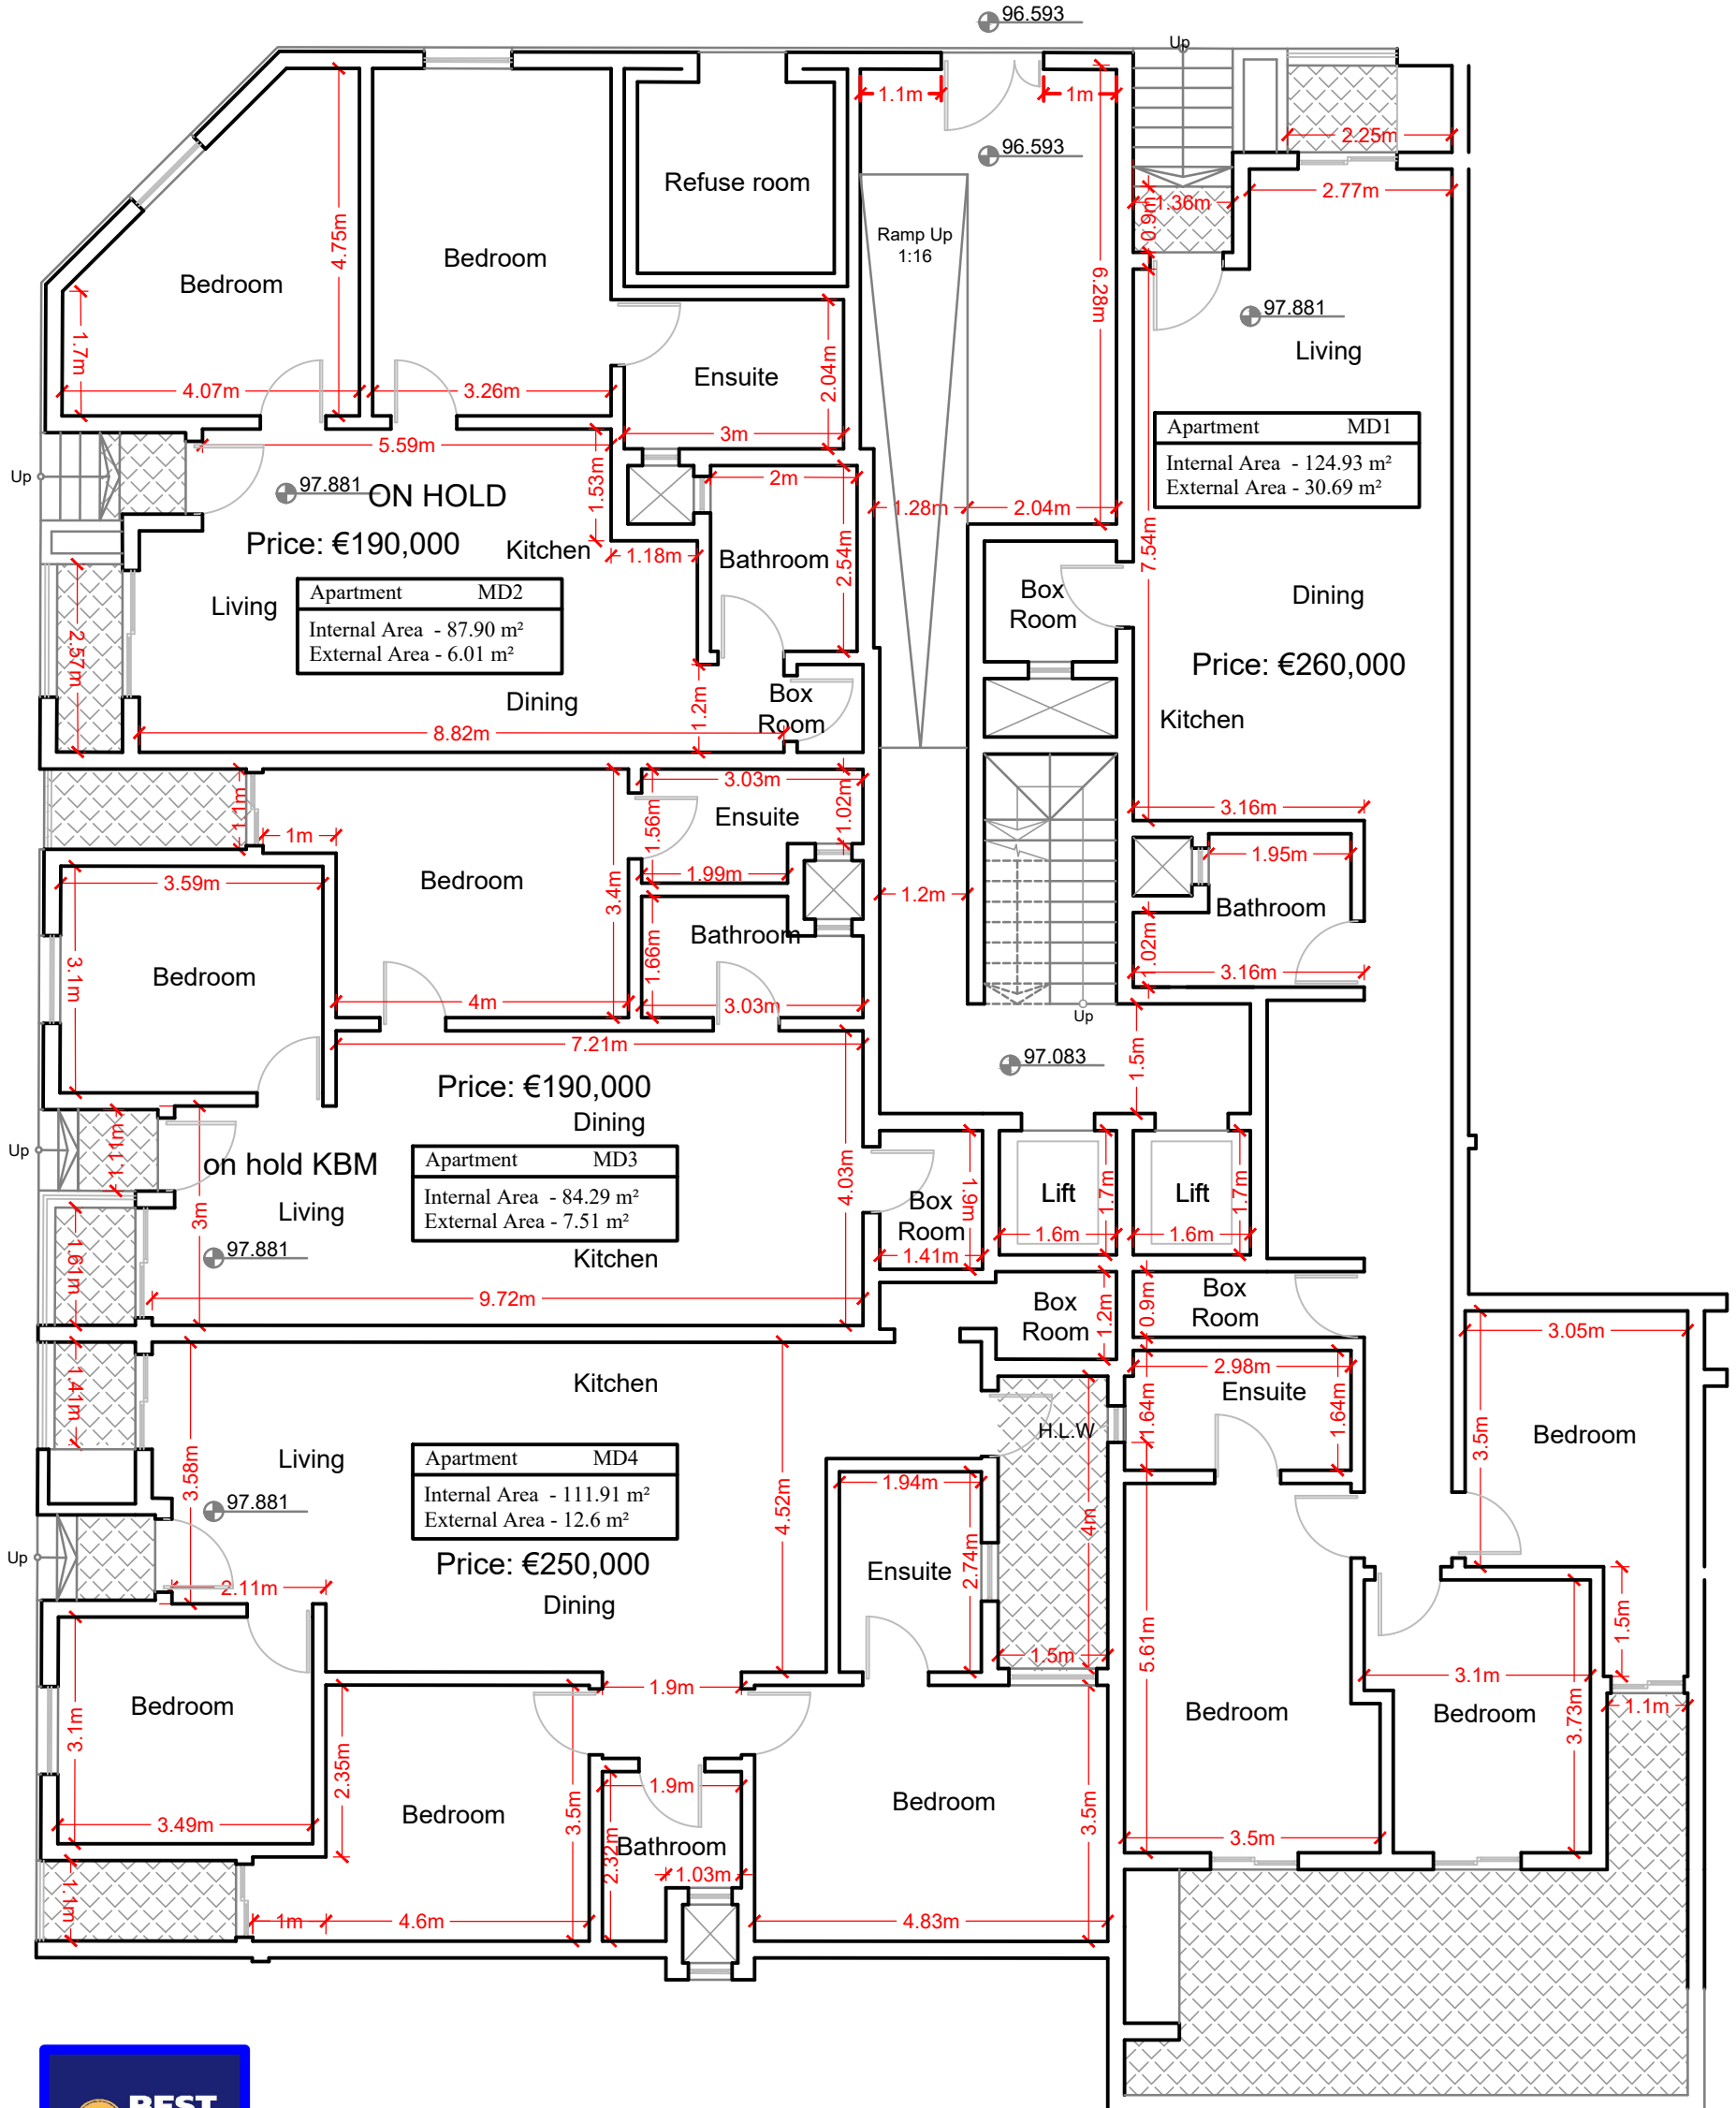 96.593
Up
1.1m
1m
2.25m
96.593
Refuse room
2.77m
1.36m
0.9m
Ramp Up
1:16
4.75m
Bedroom
Bedroom
6.28m
97.881
Living
1.7m
4.07m
3.26m
Ensuite
2.04m
3m
5.59m
Apartment MD1
Internal Area - 124.93 m²
External Area - 30.69 m²
Up
97.881
ON HOLD
1.53m
2m
1.28m
2.04m
Price: €190,000
Kitchen
1.18m
Bathroom
2.54m
7.54m
Box
Room
Dining
Living
Apartment MD2
Internal Area - 87.90 m²
External Area - 6.01 m²
2.57m
Price: €260,000
Dining
1.2m
Box
Room
Kitchen
8.82m
3.03m
1.1m
1m
1.56m
Ensuite
1.02m
3.16m
3.59m
Bedroom
1.99m
1.95m
3.4m
1.2m
Bathroom
Bathroom
1.66m
1.02m
3.1m
Bedroom
4m
3.03m
3.16m
Up
7.21m
97.083
1.5m
Price: €190,000
Dining
Up
1.11m
on hold KBM
Apartment MD3
Internal Area - 84.29 m²
External Area - 7.51 m²
4.03m
Box
Room
1.9m
1.41m
Lift
1.7m
1.6m
Lift
1.7m
1.6m
Living
3m
97.881
Kitchen
1.61m
9.72m
Box
Room
1.2m
0.9m
Box
Room
3.05m
1.41m
Kitchen
2.98m
Ensuite
1.64m
1.64m
H.L.W
3.5m
Bedroom
Living
3.58m
Apartment MD4
Internal Area - 111.91 m²
External Area - 12.6 m²
4.52m
1.94m
97.881
4m
Up
Price: €250,000
Ensuite
2.74m
2.11m
Dining
1.5m
5.61m
1.5m
3.1m
1.9m
1.1m
Bedroom
3.1m
Bedroom
Bedroom
3.73m
2.35m
1.9m
3.49m
Bedroom
3.5m
Bathroom
2.32m
1.03m
Bedroom
3.5m
3.5m
1.1m
1m
4.6m
4.83m
BEST